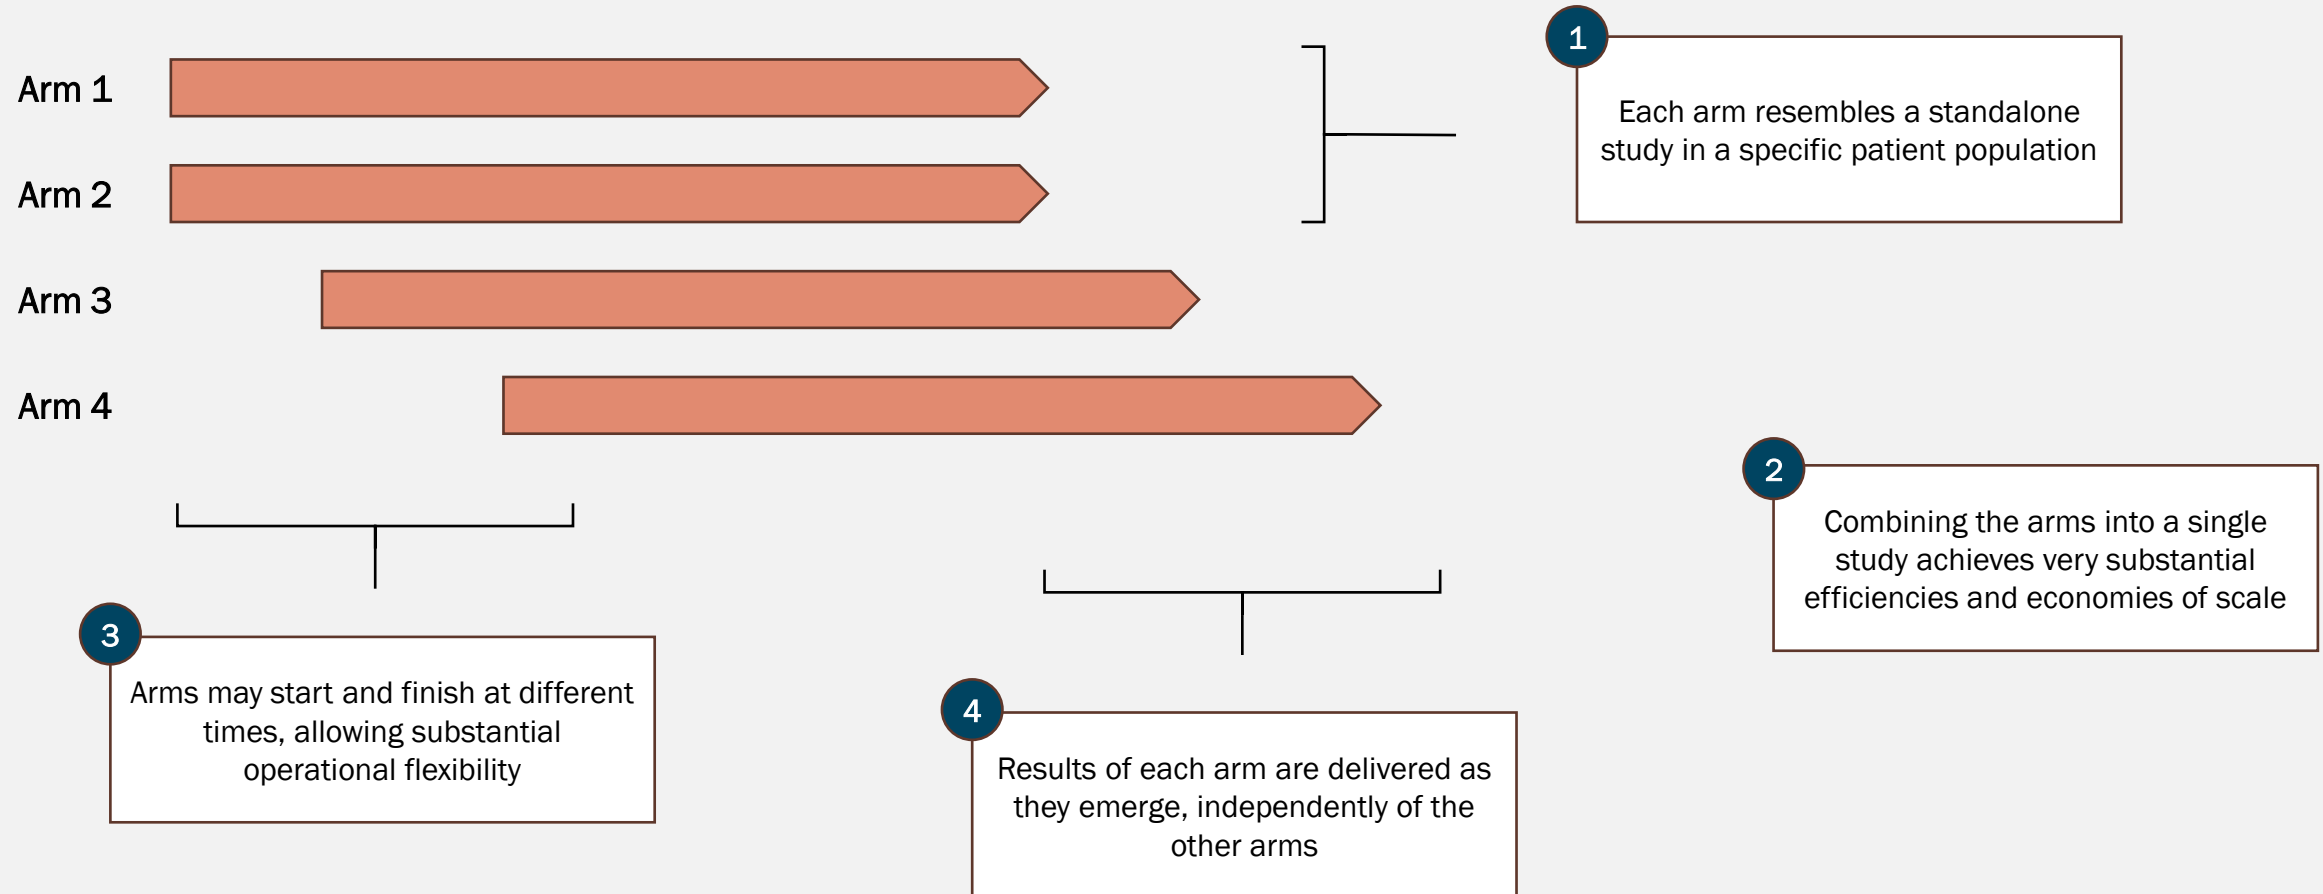 Arm 1
Arm 2
Arm 3
Arm 4
1
Each arm resembles a standalone
study in a specific patient population
2
Combining the arms into a single
study achieves very substantial
efficiencies and economies of scale
3
Arms may start and finish at different
times, allowing substantial
operational flexibility
4
Results of each arm are delivered as
they emerge, independently of the
other arms